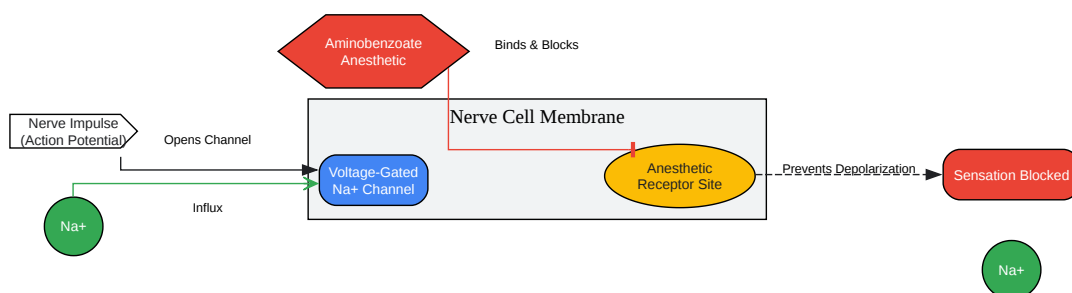 Aminobenzoate
Anesthetic
Binds & Blocks
Nerve Cell Membrane
Nerve Impulse
(Action Potential)
Opens Channel
Voltage-Gated
Na+ Channel
Anesthetic
Receptor Site
Prevents Depolarization
Sensation Blocked
Influx
Na+
Na+